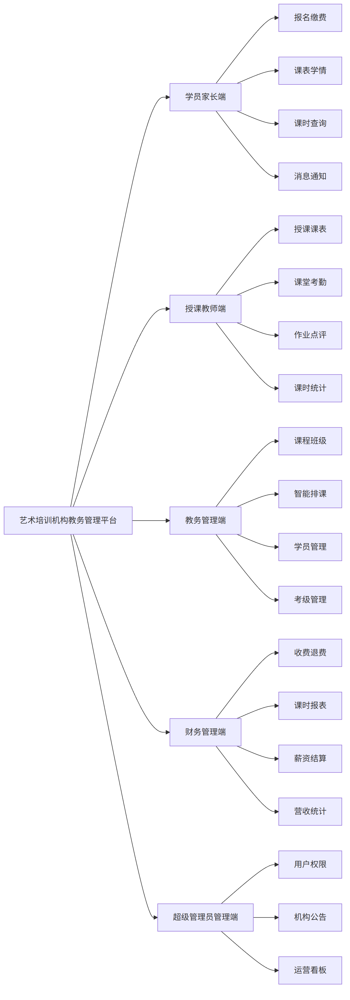 艺术培训机构教务管理平台
学员家长端
报名缴费
课表学情
课时查询
消息通知
授课教师端
授课课表
课堂考勤
作业点评
课时统计
教务管理端
课程班级
智能排课
学员管理
考级管理
财务管理端
收费退费
课时报表
薪资结算
营收统计
超级管理员管理端
用户权限
机构公告
运营看板